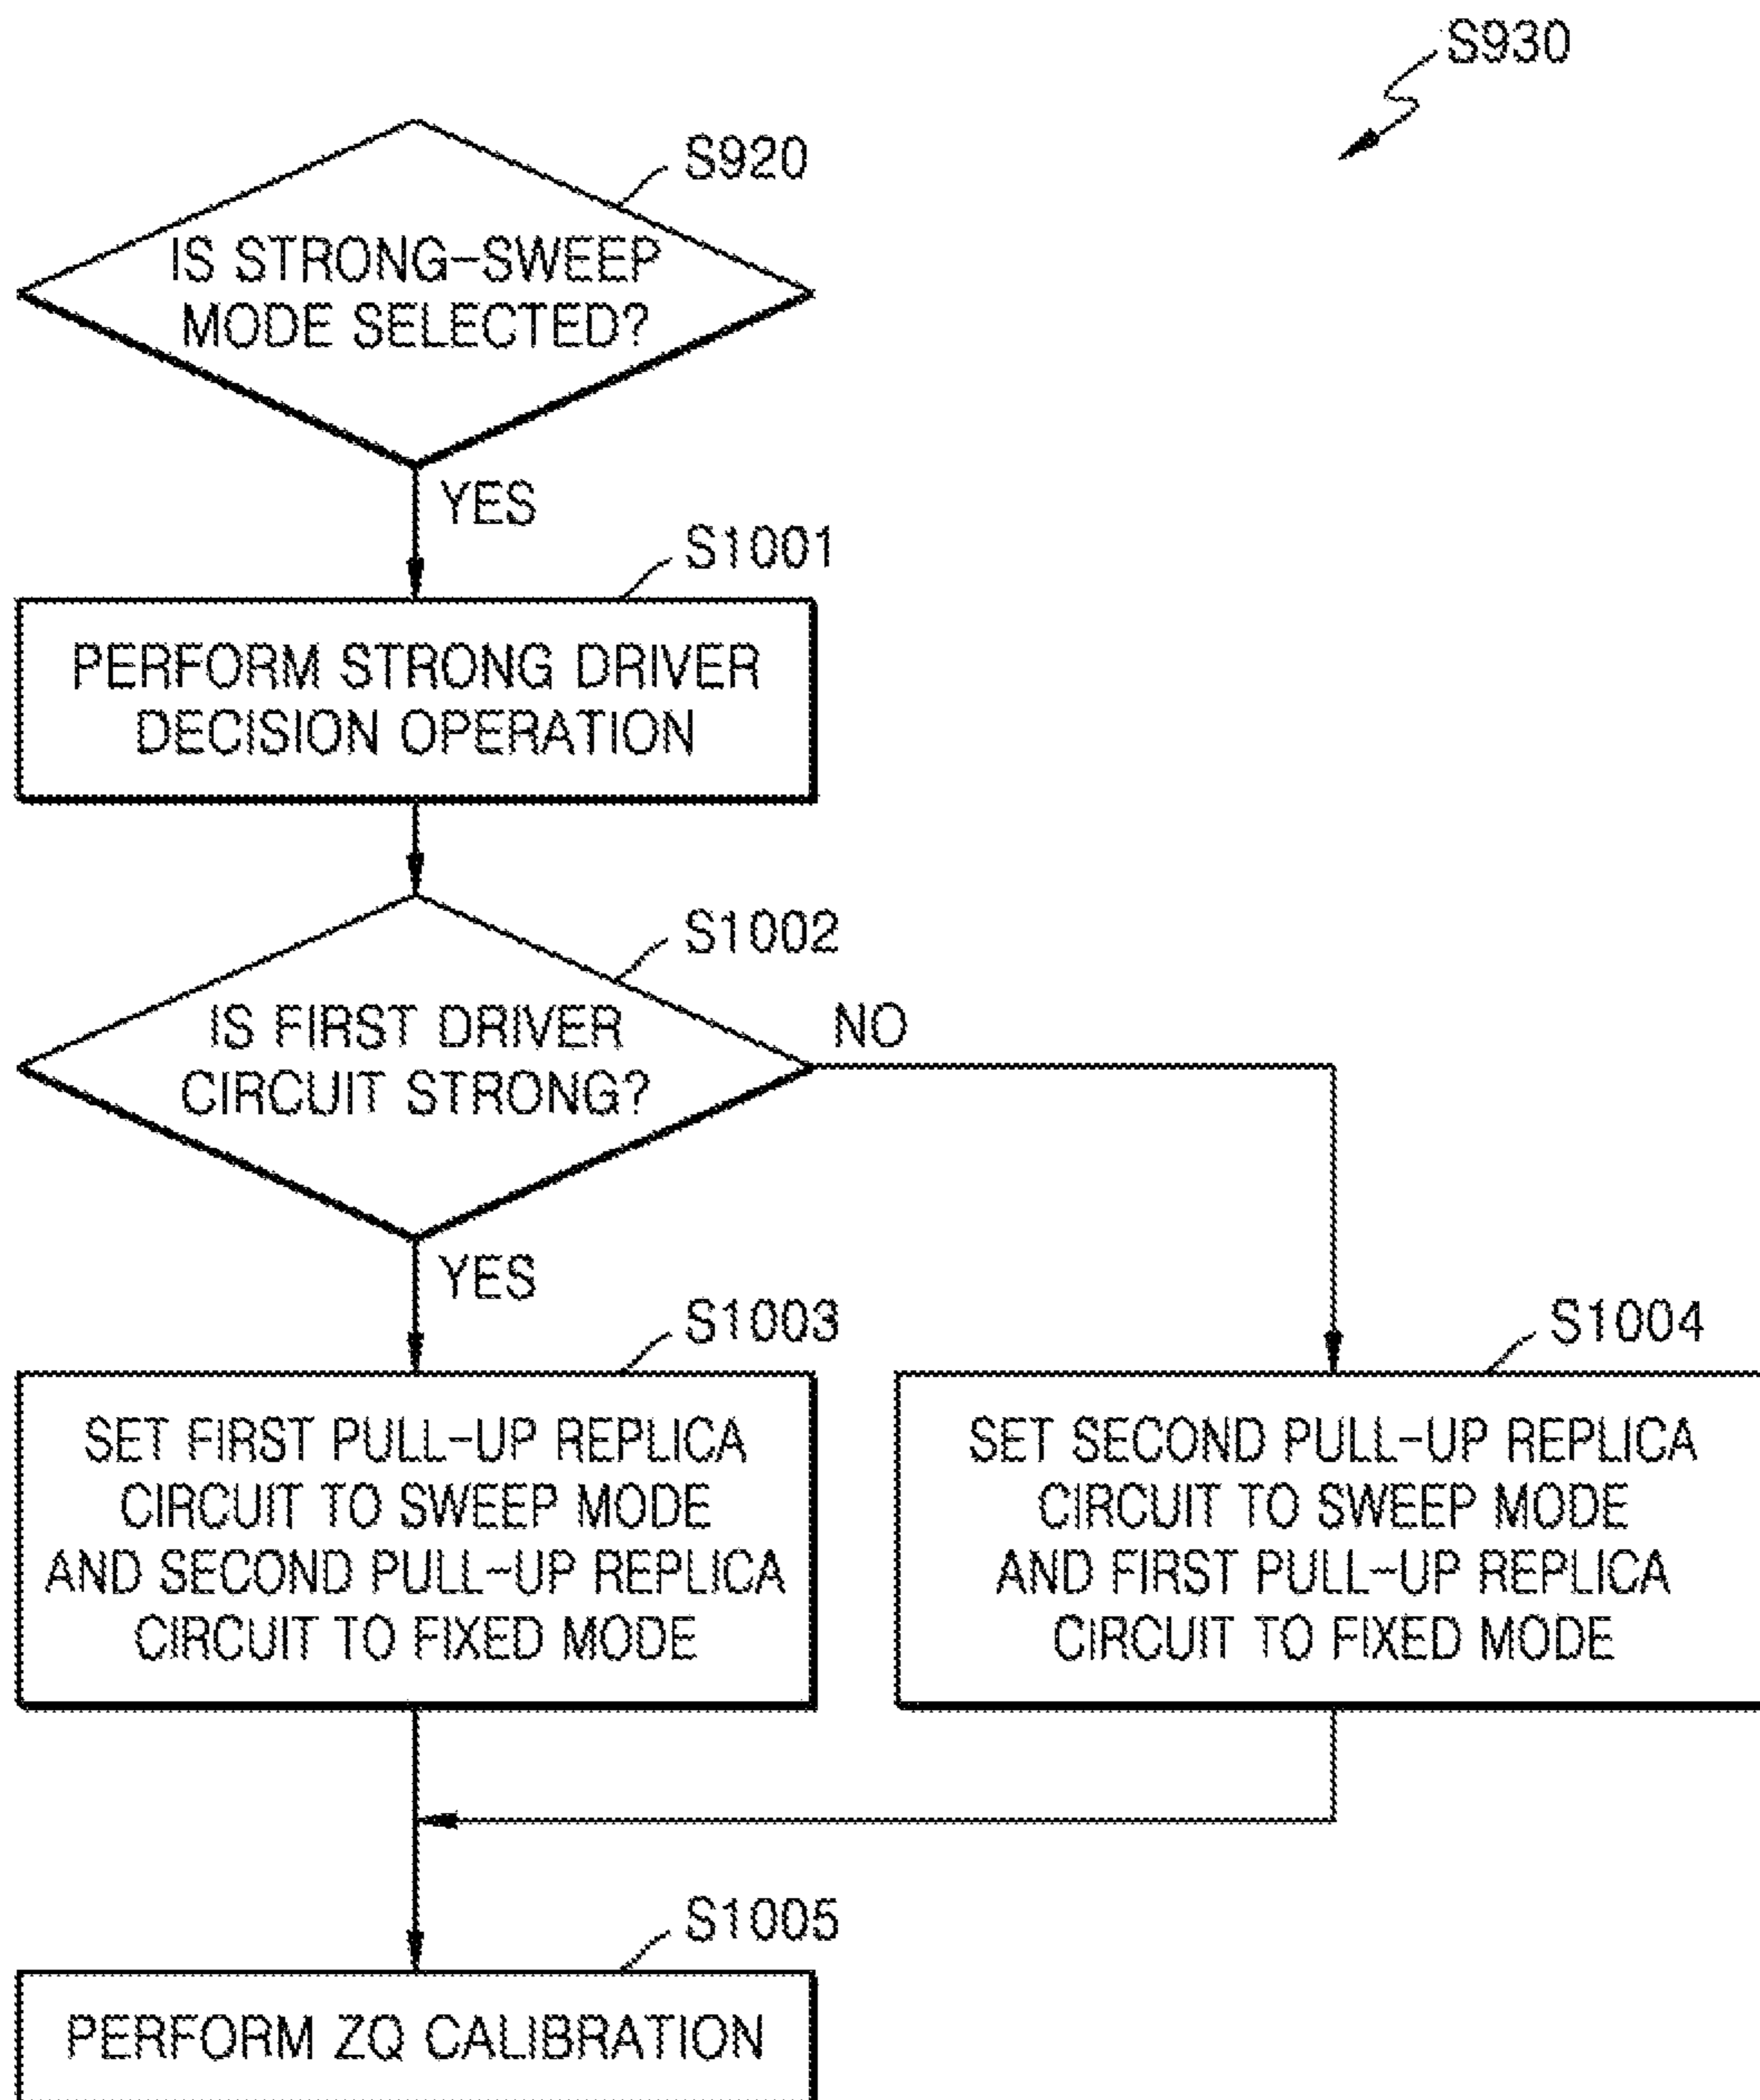 S930
S920
IS STRONG-SWEEP
MODE SELECTED?
YES
S1001
PERFORM STRONG DRIVER
DECISION OPERATION
S1002
IS FIRST DRIVER
CIRCUIT STRONG?
NO
YES
S1003
SET FIRST PULL-UP REPLICA
CIRCUIT TO SWEEP MODE
AND SECOND PULL-UP REPLICA
CIRCUIT TO FIXED MODE
S1004
SET SECOND PULL-UP REPLICA
CIRCUIT TO SWEEP MODE
AND FIRST PULL-UP REPLICA
CIRCUIT TO FIXED MODE
S1005
PERFORM ZQ CALIBRATION